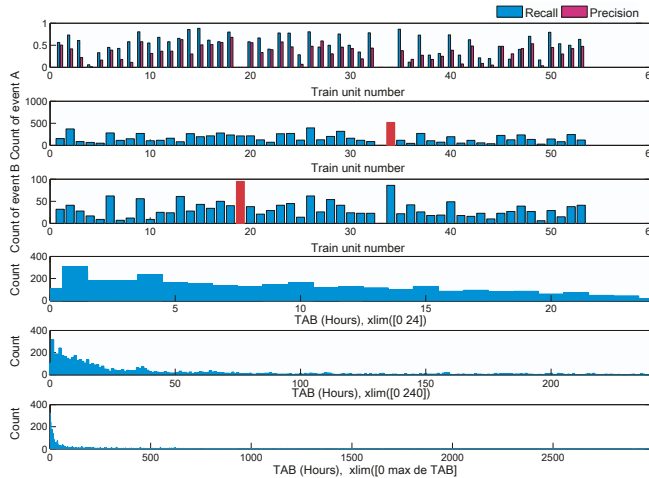 Recall Precision
1
0.5
0
0 10 20 30 40 50 6
Train unit number
Count of event A
1000
500
0
0 10 20 30 40 50 6
Train unit number
Count of event B
100
50
0
0 10 20 30 40 50 6
Train unit number
Count
400
200
0
5 10 15 20
TAB (Hours), xlim([0 24])
Count
400
200
0
0 50 100 150 200
TAB (Hours), xlim([0 240])
Count
400
200
0
0 500 1000 1500 2000 2500
TAB (Hours), xlim([0 max de TAB]